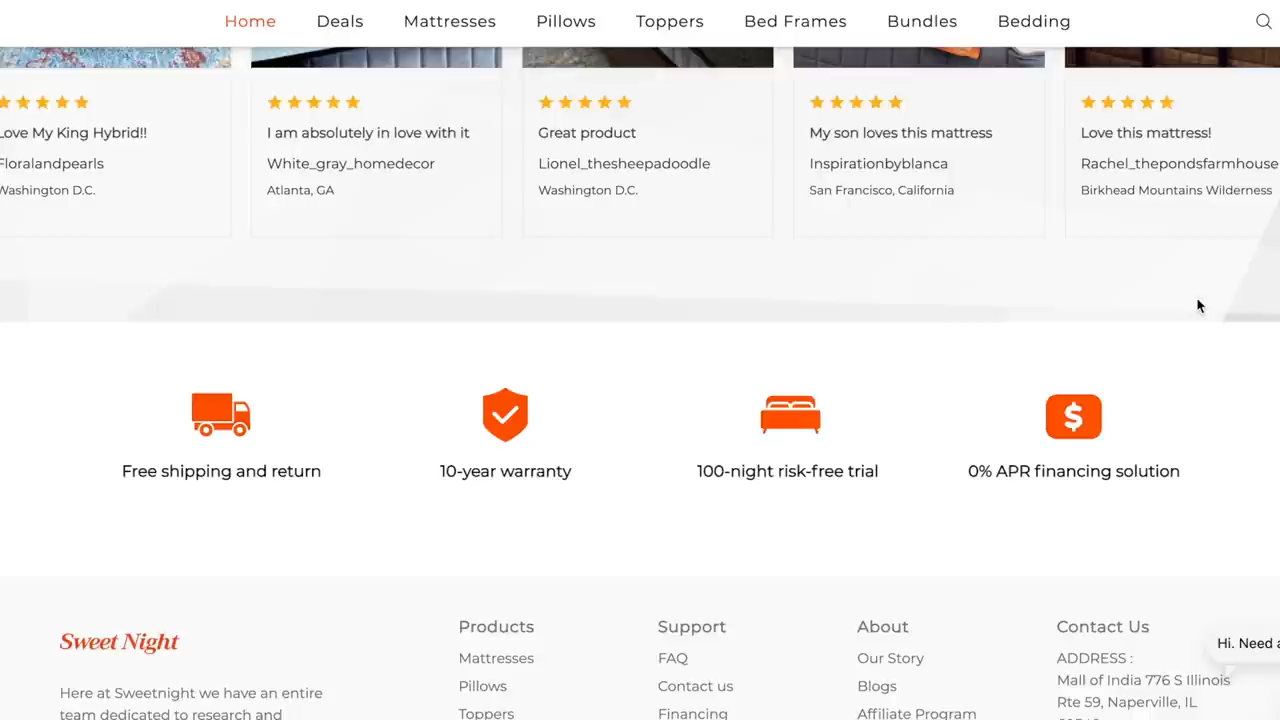 Home Deals Mattresses Pillows Toppers Bed Frames Bundles Bedding
Love My King Hybrid!!
Floralandpearls
Washington D.C.
I am absolutely in love with it
White_gray_homedecor
Atlanta, GA
Great product
Lionel_thesheepadoodle
Washington D.C.
My son loves this mattress
Inspirationbyblanca
San Francisco, California
Love this mattress!
Rachel_thepondsfarmhouse
Birkhead Mountains Wilderness
Free shipping and return
10-year warranty
100-night risk-free trial
0% APR financing solution
Sweet Night
Here at Sweetnight we have an entire
team dedicated to research and
Products
Mattresses
Pillows
Toppers
Support
FAQ
Contact us
Financing
About
Our Story
Blogs
Affiliate Program
Contact Us
ADDRESS :
Mall of India 776 S Illinois
Rte 59, Naperville, IL
Hi. Need a